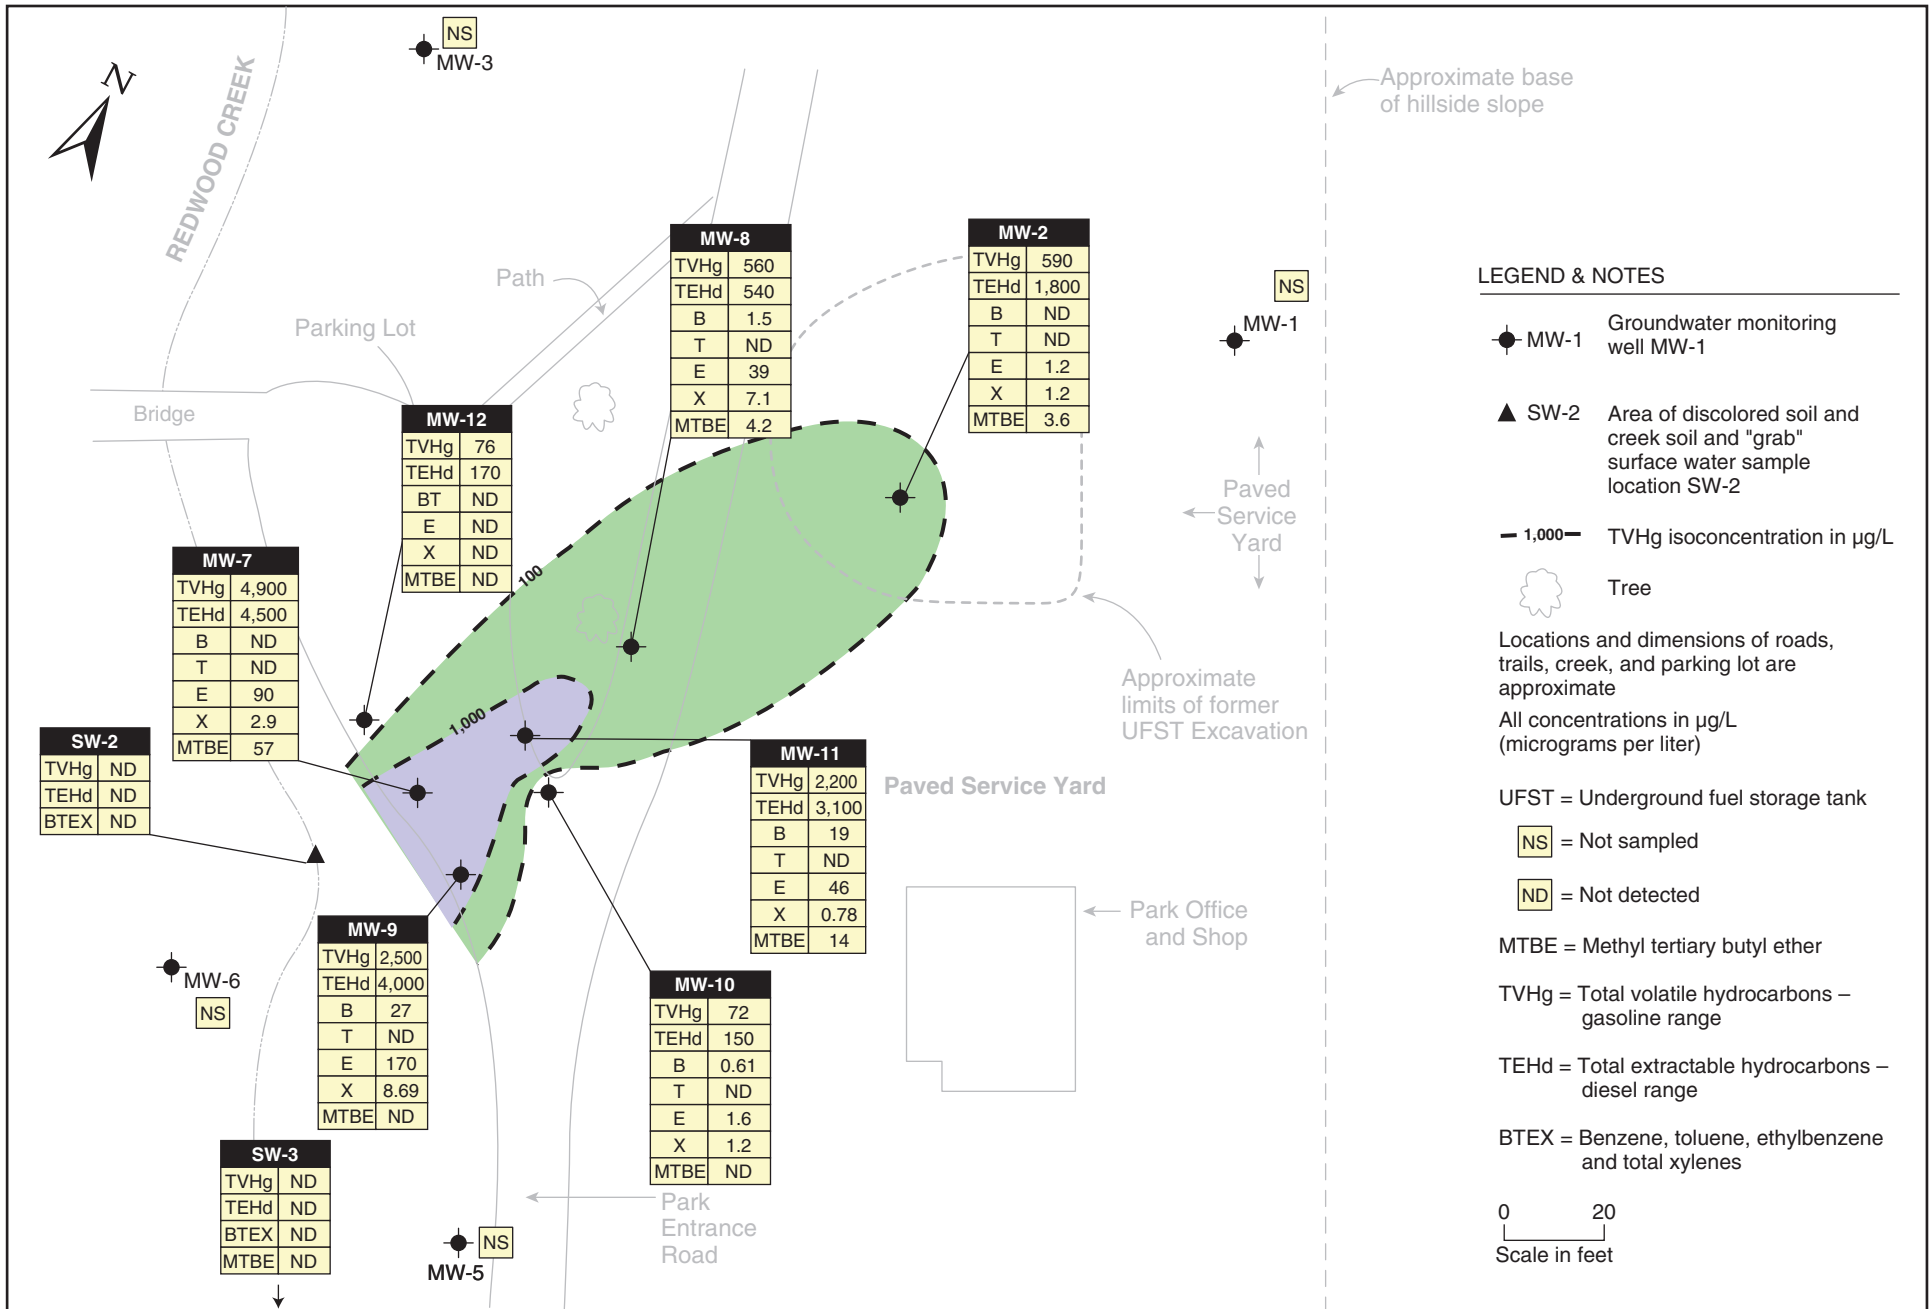 N
REDWOOD CREEK
NS
MW-3
Approximate base
of hillside slope
Path
Parking Lot
Bridge
MW-8
TVHg 560
TEHd 540
B 1.5
T ND
E 39
X 7.1
MTBE 4.2
MW-2
TVHg 590
TEHd 1,800
B ND
T ND
E 1.2
X 1.2
MTBE 3.6
NS
MW-1
MW-12
TVHg 76
TEHd 170
BT ND
E ND
X ND
MTBE ND
Paved
Service
Yard
MW-7
TVHg 4,900
TEHd 4,500
B ND
T ND
E 90
X 2.9
MTBE 57
100
1,000
Approximate
limits of former
UFST Excavation
SW-2
TVHg ND
TEHd ND
BTEX ND
MW-11
TVHg 2,200
TEHd 3,100
B 19
T ND
E 46
X 0.78
MTBE 14
Paved Service Yard
Park Office
and Shop
MW-9
TVHg 2,500
TEHd 4,000
B 27
T ND
E 170
X 8.69
MTBE ND
MW-6
NS
MW-10
TVHg 72
TEHd 150
B 0.61
T ND
E 1.6
X 1.2
MTBE ND
SW-3
TVHg ND
TEHd ND
BTEX ND
MTBE ND
NS
MW-5
Park
Entrance
Road
LEGEND & NOTES
MW-1 Groundwater monitoring
well MW-1
SW-2 Area of discolored soil and
creek soil and "grab"
surface water sample
location SW-2
1,000 TVHg isoconcentration in µg/L
Tree
Locations and dimensions of roads,
trails, creek, and parking lot are
approximate
All concentrations in µg/L
(micrograms per liter)
UFST = Underground fuel storage tank
NS = Not sampled
ND = Not detected
MTBE = Methyl tertiary butyl ether
TVHg = Total volatile hydrocarbons –
gasoline range
TEHd = Total extractable hydrocarbons –
diesel range
BTEX = Benzene, toluene, ethylbenzene
and total xylenes
0 20
Scale in feet